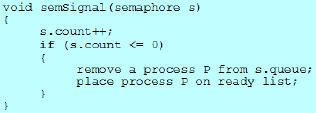 void semSignal(semaphore s)
{
s.count++;
if (s.count <= 0)
{
remove a process P from s.queue;
place process P on ready list;
}
}